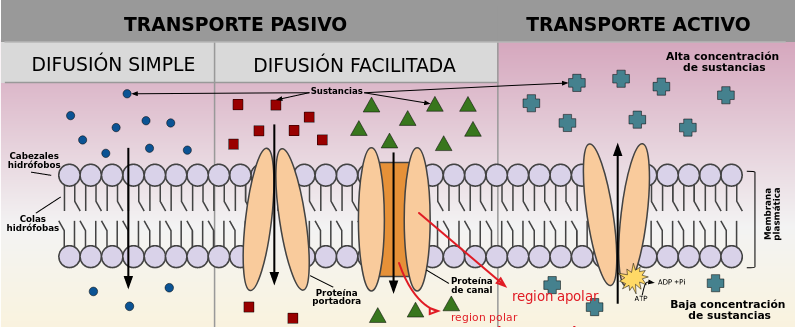 TRANSPORTE PASIVO
TRANSPORTE ACTIVO
DIFUSIÓN SIMPLE
DIFUSIÓN FACILITADA
Alta concentración
de sustancias
Sustancias
Cabezales
hidrófobos
Colas
hidrófobas
Membrana
plasmática
Proteína
portadora
Proteína
de canal
region apolar
region polar
ATP
ADP +Pi
Baja concentración
de sustancias